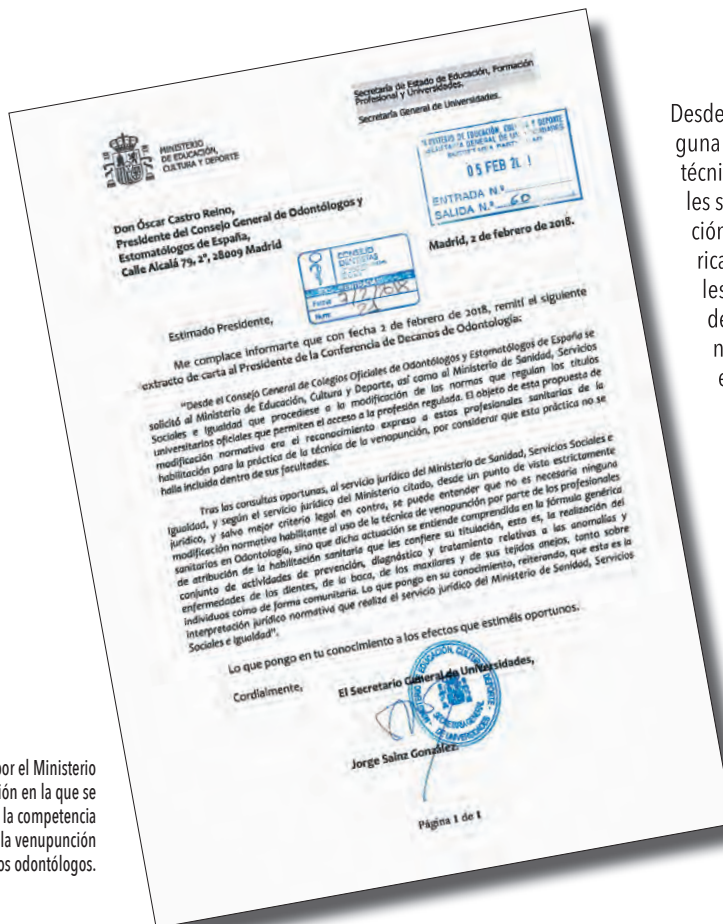 Secretaría de Estado de Educación, Formación
Profesional y Universidades.
Secretaría General de Universidades.
MINISTERIO
DE EDUCACIÓN,
CULTURA Y DEPORTE
05 FEB
ENTRADA N.º
SALIDA N.º 60
Don Óscar Castro Reino,
Presidente del Consejo General de Odontólogos y
Estomatólogos de España,
Calle Alcalá 79, 2º, 28009 Madrid
CONSEJO
DENTISTAS
Madrid, 2 de febrero de 2018.
Estimado Presidente,
Me complace informarte que con fecha 2 de febrero de 2018, remití el siguiente
extracto de carta al Presidente de la Conferencia de Decanos de Odontología:
"Desde el Consejo General de Colegios Oficiales de Odontólogos y Estomatólogos de España se
solicitó al Ministerio de Educación, Cultura y Deporte, así como al Ministerio de Sanidad, Servicios
Sociales e Igualdad que procediese a la modificación de las normas que regulan los títulos
universitarios oficiales que permiten el acceso a la profesión regulada. El objeto de esta propuesta de
modificación normativa era el reconocimiento expreso a estos profesionales sanitarios de la
habilitación para la práctica de la técnica de la venopunción, por considerar que esta práctica no se
halla incluida dentro de sus facultades.
Tras las consultas oportunas, al servicio jurídico del Ministerio de Sanidad, Servicios Sociales e
Igualdad, y según el servicio jurídico del Ministerio citado, desde un punto de vista estrictamente
jurídico, y salvo mejor criterio legal en contra, se puede entender que no es necesaria ninguna
modificación normativa habilitante al uso de la técnica de venopunción por parte de los profesionales
sanitarios en Odontología, sino que dicha actuación se entiende comprendida en la fórmula genérica
de atribución de la habilitación sanitaria que les confiere su titulación, esto es, la realización del
conjunto de actividades de prevención, diagnóstico y tratamiento relativas a las anomalías y
enfermedades de los dientes, de la boca, de los maxilares y de sus tejidos anejos, tanto sobre
individuos como de forma comunitaria. Lo que pongo en su conocimiento, reiterando, que esta es la
interpretación jurídico normativa que realiza el servicio jurídico del Ministerio de Sanidad, Servicios
Sociales e Igualdad".
Lo que pongo en tu conocimiento a los efectos que estiméis oportunos.
Cordialmente,
El Secretario General de Universidades,
Jorge Sainz González.
Página 1 de 1
por el Ministerio
ión en la que se
la competencia
la venupunción
os odontólogos.
Desde
guna
técni
les s
ción
rica
les
de
n
e